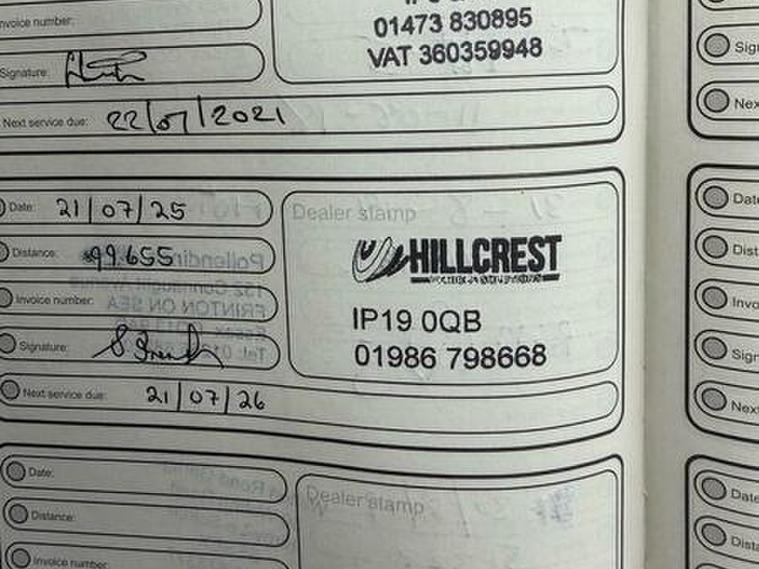 Invoice number:
01473 830895
VAT 360359948
Signature:
Next service due: 22/07/2021
Date: 21/07/25
Dealer stamp
Distance: 99,655
HILLCREST
Invoice number:
IP19 0QB
Signature:
01986 798668
Next service due: 21/07/26
Date:
Dealer stamp
Distance:
Invoice number
Sign
Nex
Date
Dist
Invo
Sign
Next
Date
Dista